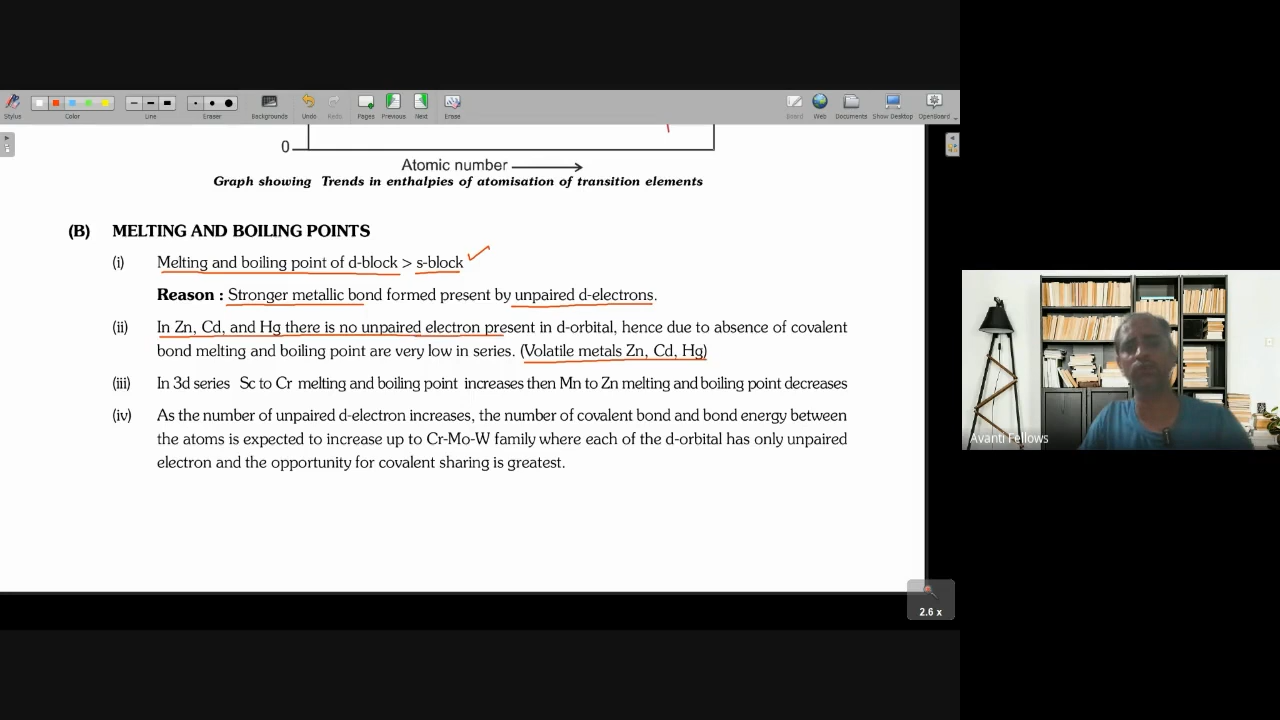 Stylus
Color
Line
Eraser
Backgrounds
Undo
Redo
Pages
Previous
Next
Erase
Board
Web
Documents
Show Desktop
OpenBoard
0
Atomic number
Graph showing Trends in enthalpies of atomisation of transition elements
(B) MELTING AND BOILING POINTS
(i) Melting and boiling point of d-block > s-block
Reason : Stronger metallic bond formed present by unpaired d-electrons.
(ii) In Zn, Cd, and Hg there is no unpaired electron present in d-orbital, hence due to absence of covalent
bond melting and boiling point are very low in series. (Volatile metals Zn, Cd, Hg)
(iii) In 3d series Sc to Cr melting and boiling point increases then Mn to Zn melting and boiling point decreases
(iv) As the number of unpaired d-electron increases, the number of covalent bond and bond energy between
the atoms is expected to increase up to Cr-Mo-W family where each of the d-orbital has only unpaired
electron and the opportunity for covalent sharing is greatest.
2.6 x
Avanti Fellows